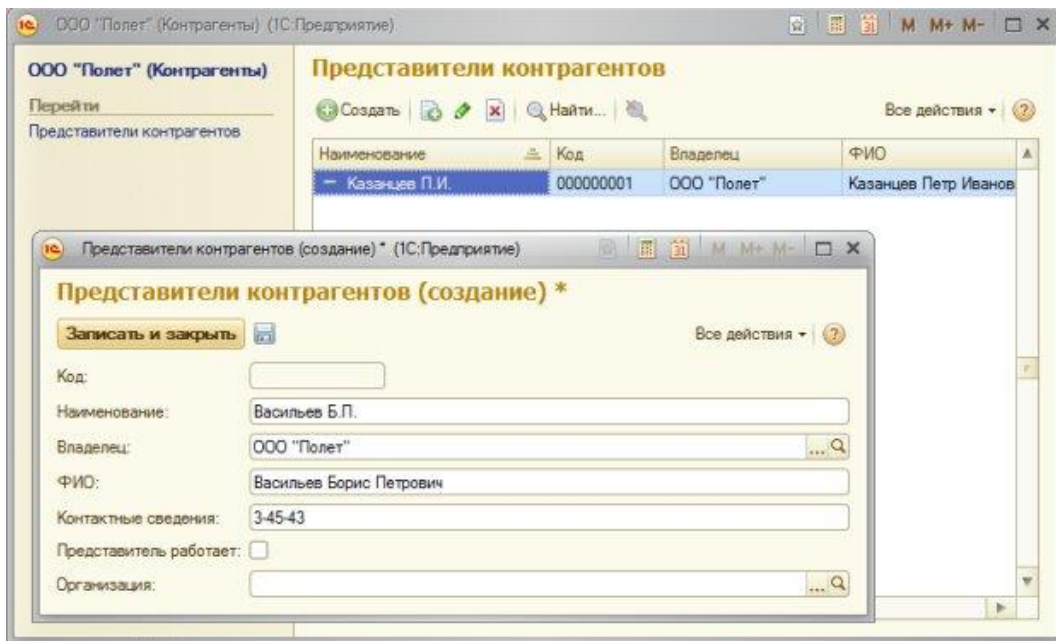 ООО "Полет" (Контрагенты) (1С:Предприятие)
31 M M+ M-
ООО "Полет" (Контрагенты)
Перейти
Представители контрагентов
Представители контрагентов
Создать Найти... Все действия
Наименование Код Владелец ФИО
Казанцев П.И. 000000001 ООО "Полет" Казанцев Петр Иванов
Представители контрагентов (создание) * (1С:Предприятие)
31 M M+ M-
Представители контрагентов (создание) *
Записать и закрыть Все действия
Код:
Наименование: Васильев Б.П.
Владелец: ООО "Полет" ...
ФИО: Васильев Борис Петрович
Контактные сведения: 3-45-43
Представитель работает:
Организация: ...